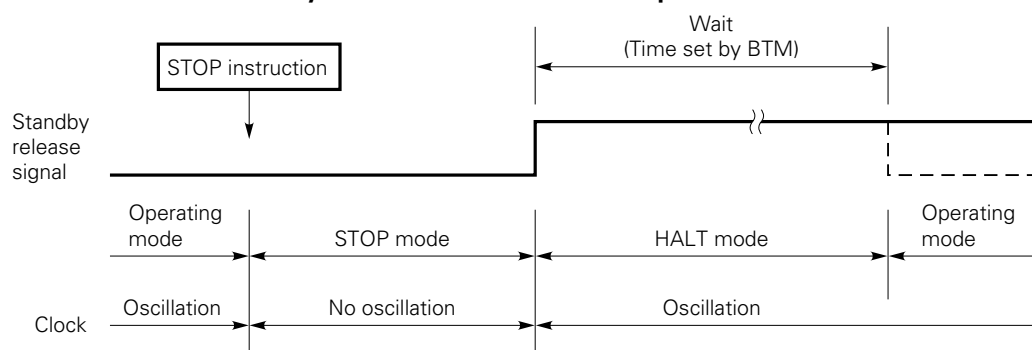 Wait
(Time set by BTM)
STOP instruction
Standby
release
signal
Operating
mode
STOP mode
HALT mode
Operating
mode
Clock
Oscillation
No oscillation
Oscillation